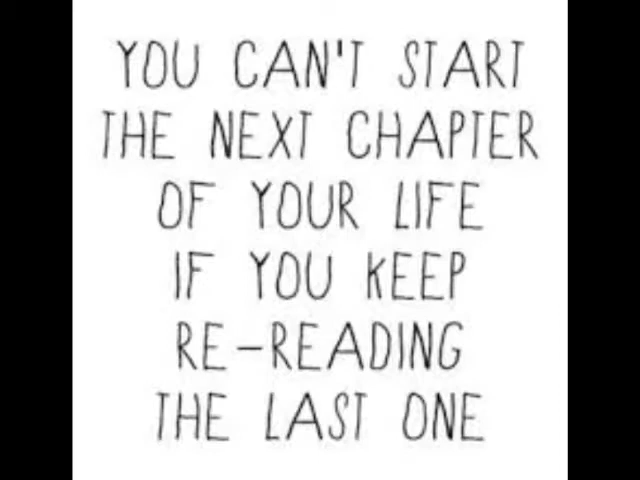 YOU CAN'T START
THE NEXT CHAPTER
OF YOUR LIFE
IF YOU KEEP
RE-READING
THE LAST ONE